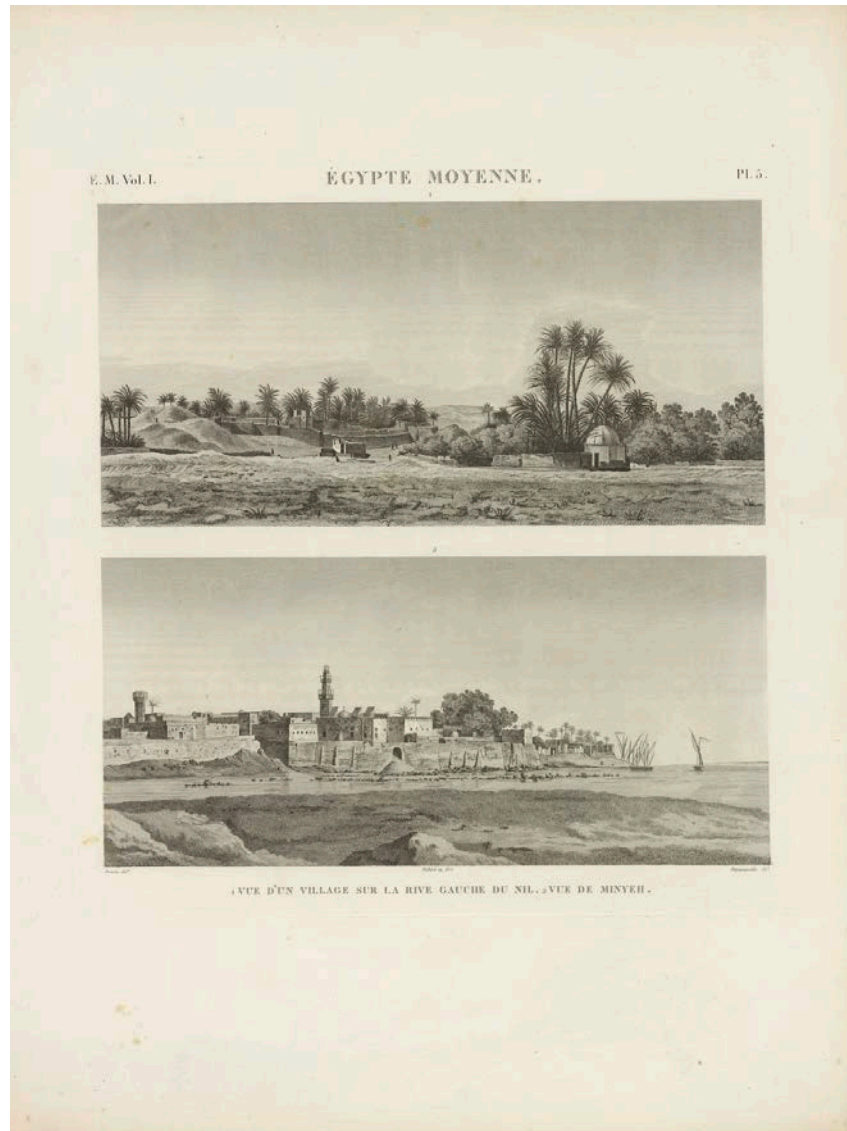 E. M. Vol. I.
ÉGYPTE MOYENNE.
Pl. 5.
1
2
1 VUE D'UN VILLAGE SUR LA RIVE GAUCHE DU NIL. 2 VUE DE MINYEH.